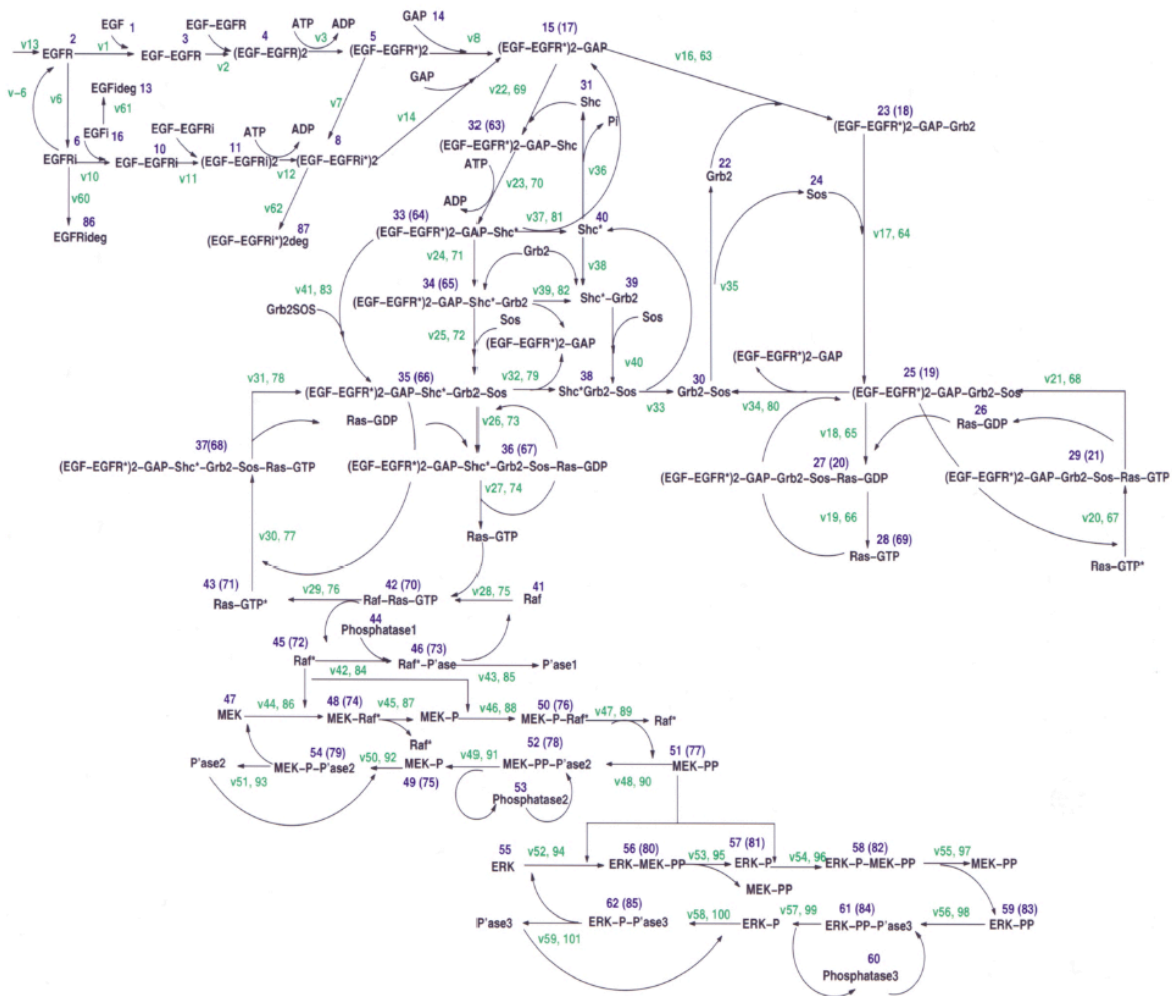 GAP 14
EGF 1
EGF-EGFR
ATP
ADP
v13
2
v1
3
4
v3
5
v8
15 (17)
EGFR
EGF-EGFR
v2
(EGF-EGFR)2
(EGF-EGFR*)2
(EGF-EGFR*)2-GAP
v16, 63
v-6
v6
EGFideg 13
v61
EGFi 16
EGF-EGFRi
ATP
ADP
v7
GAP
v14
v22, 69
31
Shc
Pi
23 (18)
(EGF-EGFR*)2-GAP-Grb2
6
EGFRi
v10
10
EGF-EGFRi
v11
11
(EGF-EGFRi)2
v12
8
(EGF-EGFRi*)2
32 (63)
(EGF-EGFR*)2-GAP-Shc
ATP
v23, 70
v36
22
Grb2
24
Sos
v60
v62
ADP
86
EGFRideg
87
(EGF-EGFRi*)2deg
33 (64)
(EGF-EGFR*)2-GAP-Shc*
v37, 81
40
Shc*
v17, 64
v24, 71
Grb2
v38
v35
v41, 83
Grb2SOS
34 (65)
(EGF-EGFR*)2-GAP-Shc*-Grb2
v39, 82
39
Shc*-Grb2
Sos
Sos
v25, 72
(EGF-EGFR*)2-GAP
v40
(EGF-EGFR*)2-GAP
v31, 78
35 (66)
(EGF-EGFR*)2-GAP-Shc*-Grb2-Sos
v32, 79
38
Shc*Grb2-Sos
v33
30
Grb2-Sos
v34, 80
25 (19)
(EGF-EGFR*)2-GAP-Grb2-Sos
v21, 68
Ras-GDP
v26, 73
26
Ras-GDP
v18, 65
37(68)
(EGF-EGFR*)2-GAP-Shc*-Grb2-Sos-Ras-GTP
36 (67)
(EGF-EGFR*)2-GAP-Shc*-Grb2-Sos-Ras-GDP
v27, 74
27 (20)
(EGF-EGFR*)2-GAP-Grb2-Sos-Ras-GDP
29 (21)
(EGF-EGFR*)2-GAP-Grb2-Sos-Ras-GTP
v19, 66
v20, 67
v30, 77
Ras-GTP
28 (69)
Ras-GTP
Ras-GTP*
43 (71)
Ras-GTP*
v29, 76
42 (70)
Raf-Ras-GTP
v28, 75
41
Raf
44
Phosphatase1
45 (72)
Raf*
v42, 84
46 (73)
Raf*-P'ase
v43, 85
P'ase1
47
MEK
v44, 86
48 (74)
MEK-Raf*
v45, 87
MEK-P
v46, 88
50 (76)
MEK-P-Raf*
v47, 89
Raf*
Raf*
P'ase2
v51, 93
54 (79)
MEK-P-P'ase2
v50, 92
MEK-P
49 (75)
v49, 91
52 (78)
MEK-PP-P'ase2
v48, 90
51 (77)
MEK-PP
53
Phosphatase2
55
ERK
v52, 94
56 (80)
ERK-MEK-PP
v53, 95
57 (81)
ERK-P
v54, 96
58 (82)
ERK-P-MEK-PP
v55, 97
MEK-PP
MEK-PP
P'ase3
v59, 101
62 (85)
ERK-P-P'ase3
v58, 100
ERK-P
v57, 99
61 (84)
ERK-PP-P'ase3
v56, 98
59 (83)
ERK-PP
60
Phosphatase3